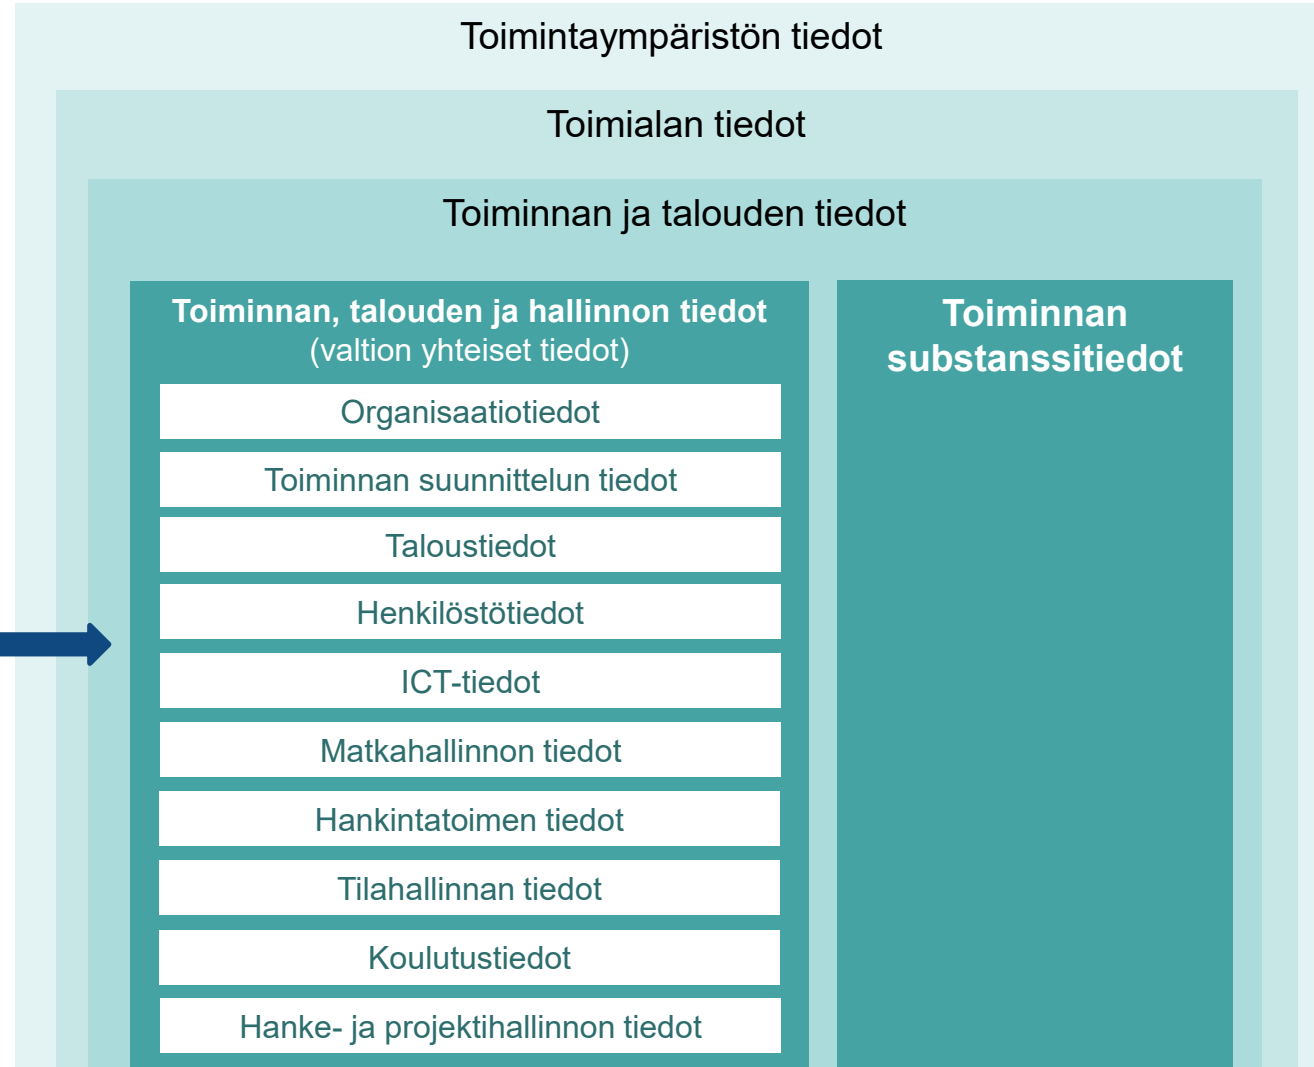 Toimintaympäristön tiedot
Toimialan tiedot
Toiminnan ja talouden tiedot
Toiminnan, talouden ja hallinnon tiedot
(valtion yhteiset tiedot)
Organisaatiotiedot
Toiminnan suunnittelun tiedot
Taloustiedot
Henkilöstötiedot
ICT-tiedot
Matkahallinnon tiedot
Hankintatoimen tiedot
Tilahallinnan tiedot
Koulutustiedot
Hanke- ja projektihallinnon tiedot
Toiminnan
substanssitiedot